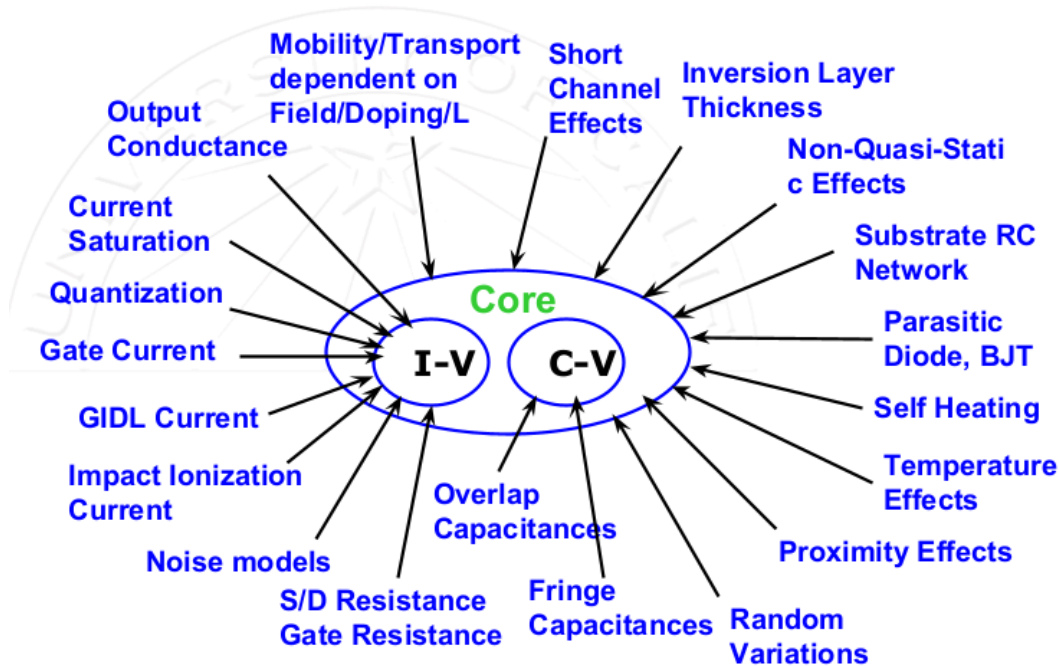 Mobility/Transport
dependent on
Field/Doping/L
Short
Channel
Effects
Inversion Layer
Thickness
Output
Conductance
Non-Quasi-Stati
c Effects
Current
Saturation
Substrate RC
Network
Quantization
Core
Gate Current
I-V
C-V
Parasitic
Diode, BJT
GIDL Current
Self Heating
Impact Ionization
Current
Overlap
Capacitances
Temperature
Effects
Noise models
Proximity Effects
S/D Resistance
Gate Resistance
Fringe
Capacitances
Random
Variations